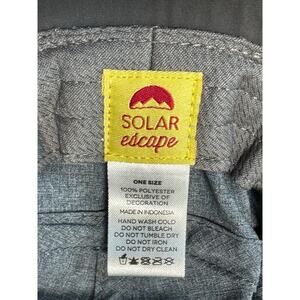 SOLAR
escape
ONE SIZE
100% POLYESTER
EXCLUSIVE OF
DECORATION
MADE IN INDONESIA
HAND WASH COLD
DO NOT BLEACH
DO NOT TUMBLE DRY
DO NOT IRON
DO NOT DRY CLEAN